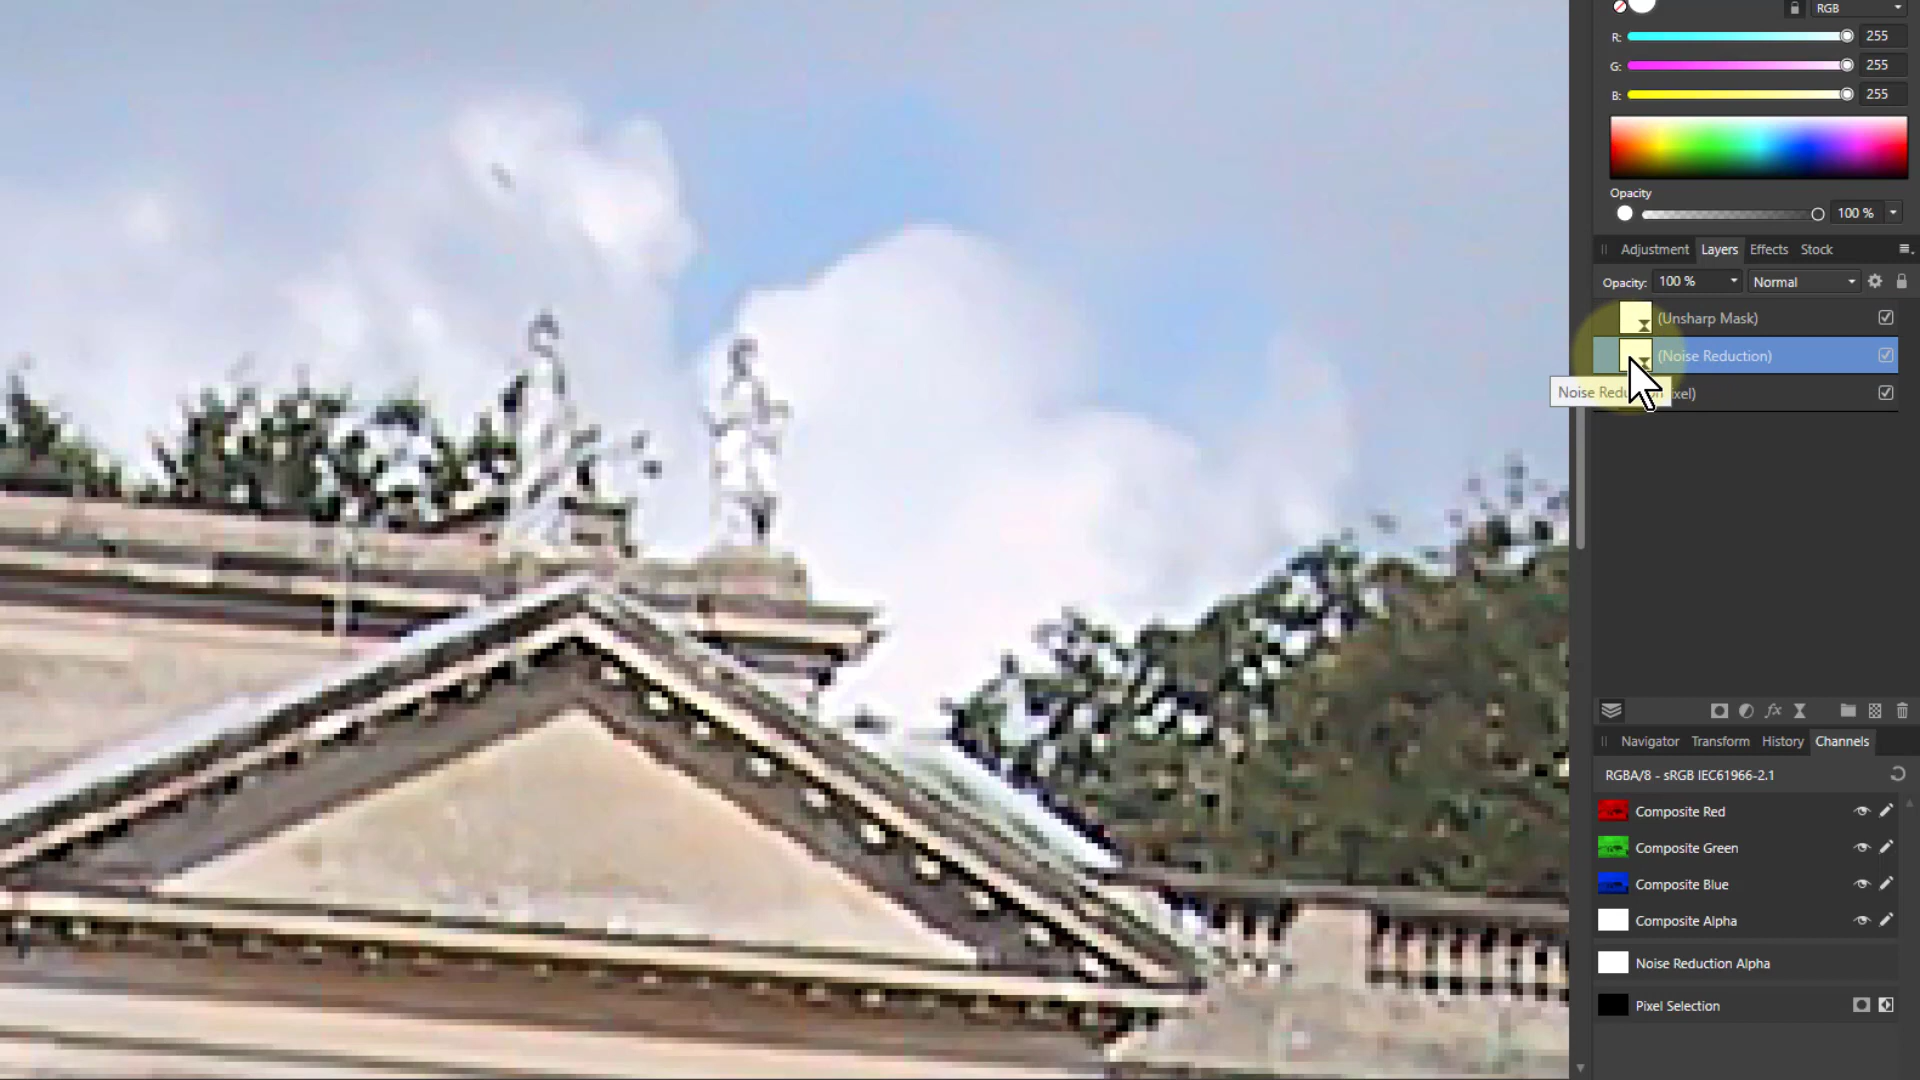 RGB
R: 255
G: 255
B: 255
Opacity
100 %
Adjustment Layers Effects Stock
Opacity: 100 % Normal
(Unsharp Mask)
(Noise Reduction)
Noise xel)
Navigator Transform History Channels
RGBA/8 - sRGB IEC61966-2.1
Composite Red
Composite Green
Composite Blue
Composite Alpha
Noise Reduction Alpha
Pixel Selection